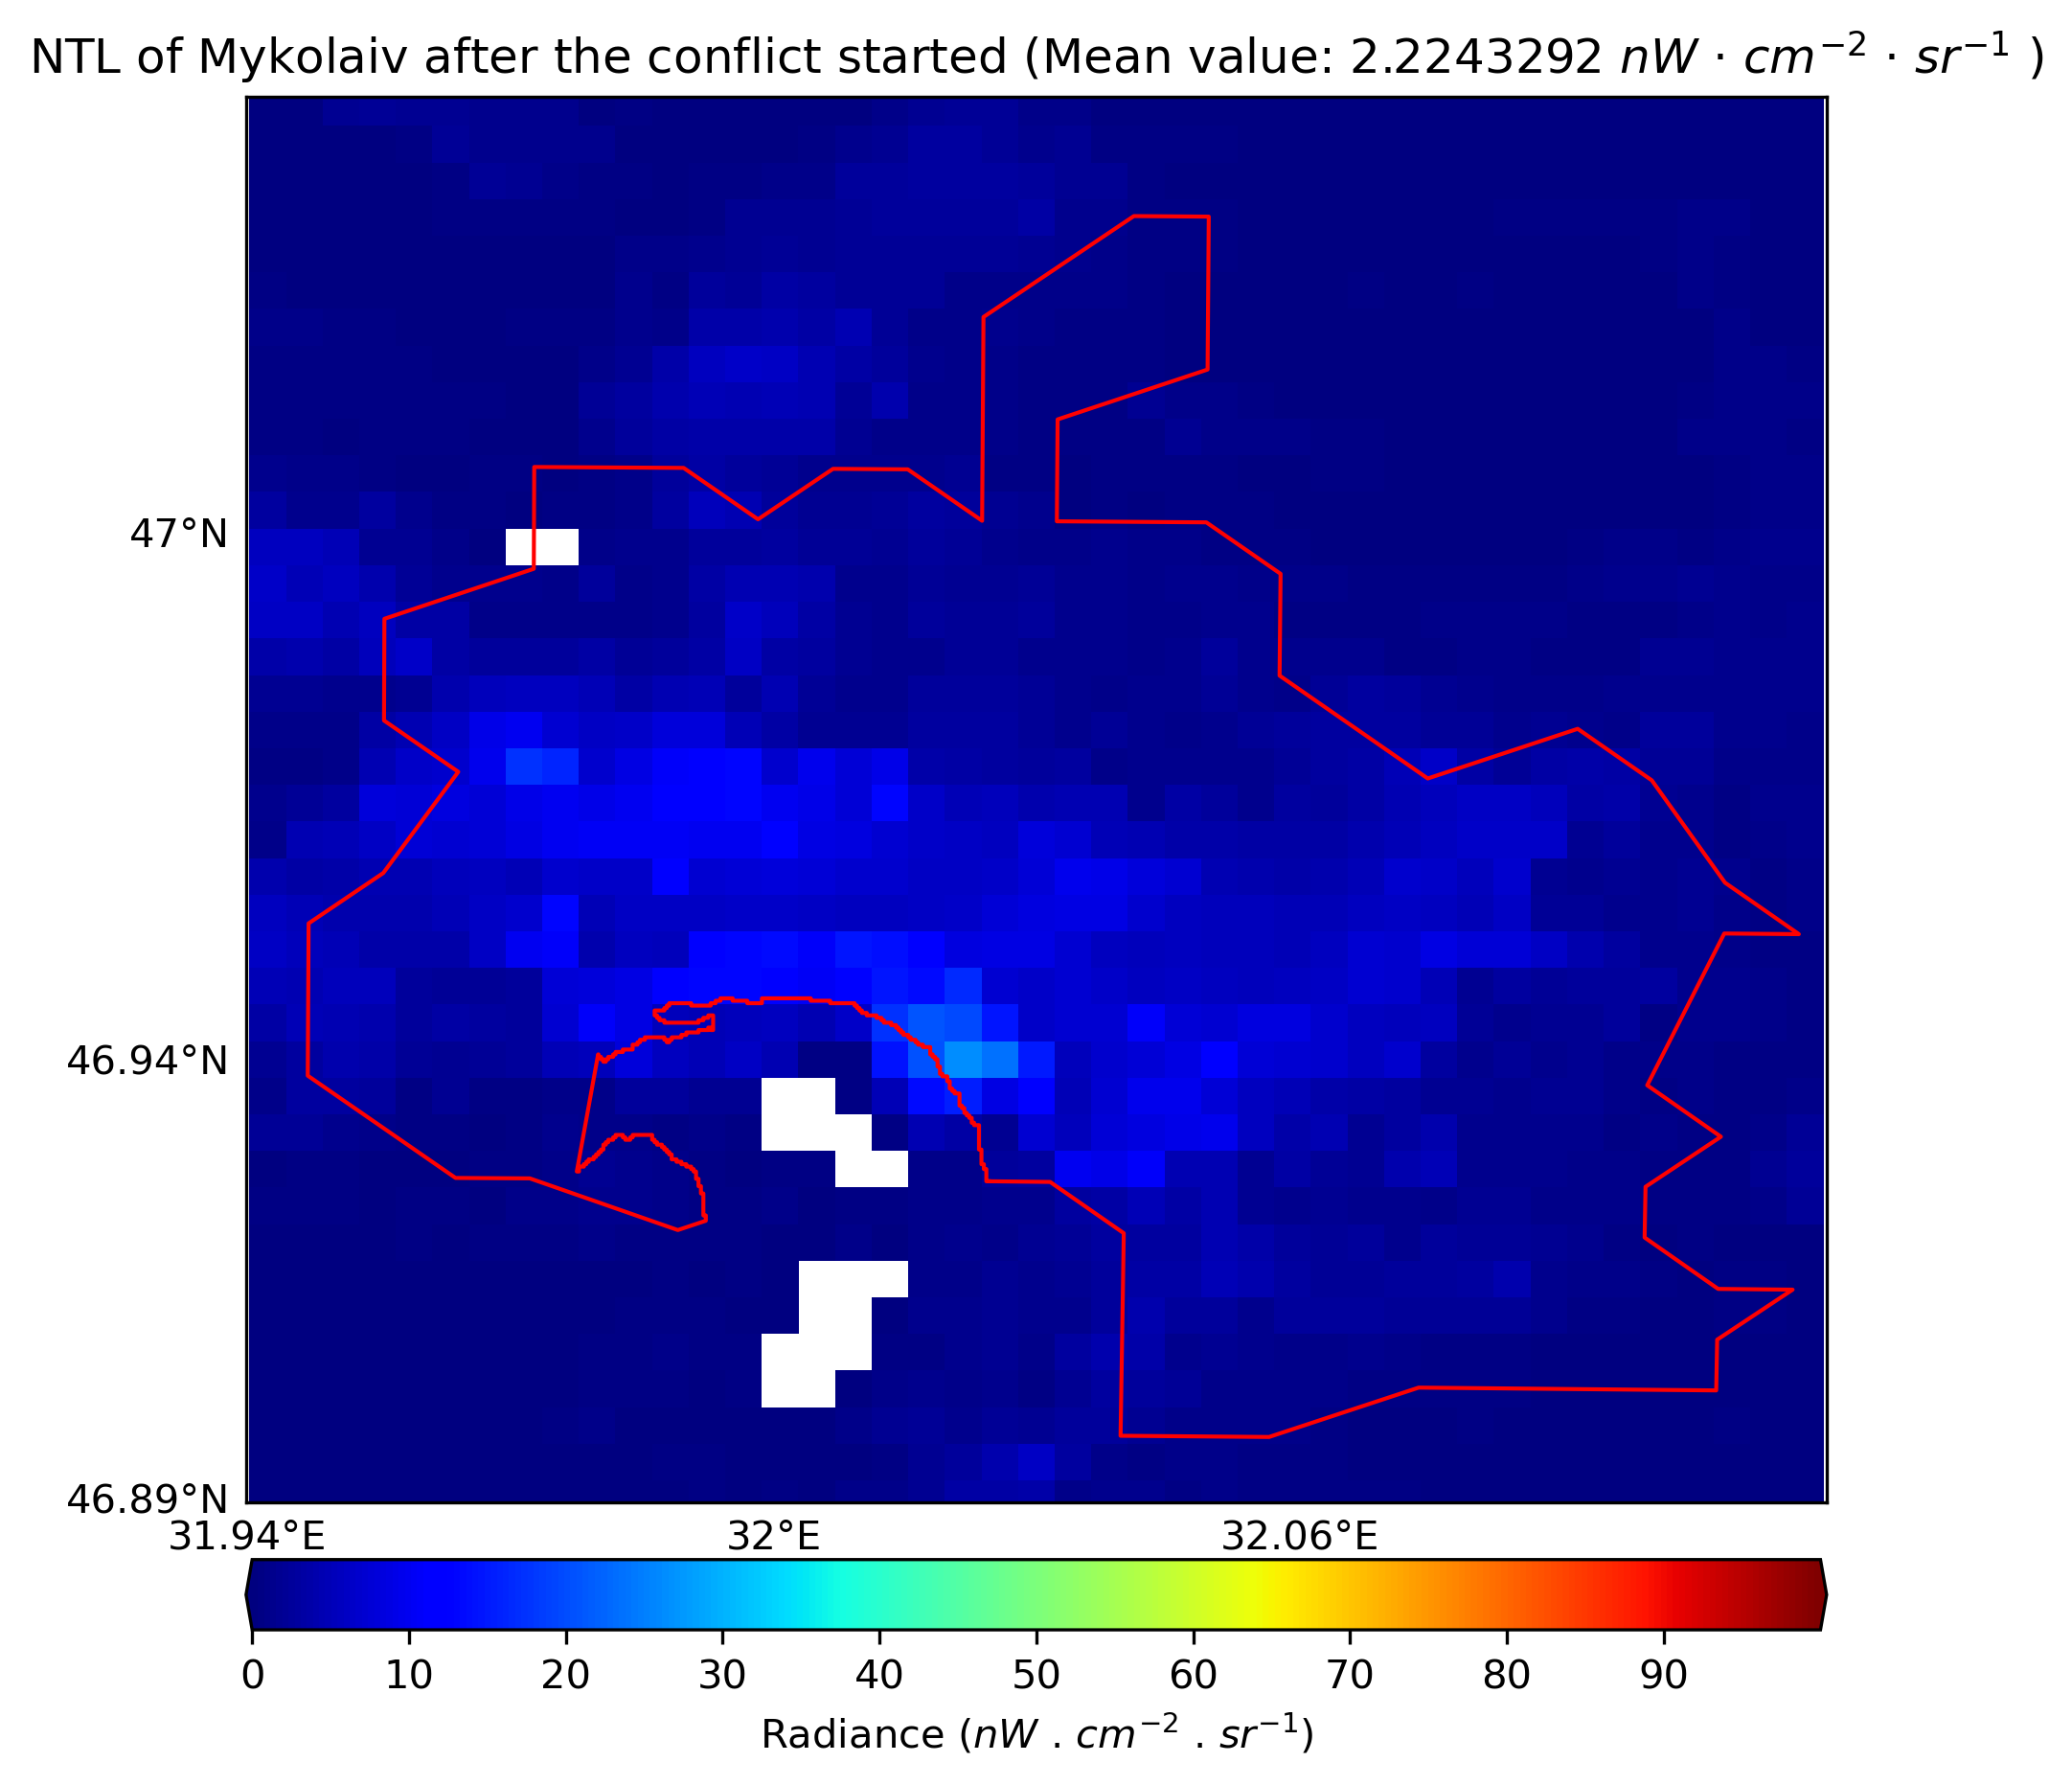 NTL of Mykolaiv after the conflict started (Mean value: 2.2243292 nW · cm⁻² · sr⁻¹ )
47°N
46.94°N
46.89°N
31.94°E 32°E 32.06°E
0 10 20 30 40 50 60 70 80 90
Radiance (nW . cm⁻² . sr⁻¹)